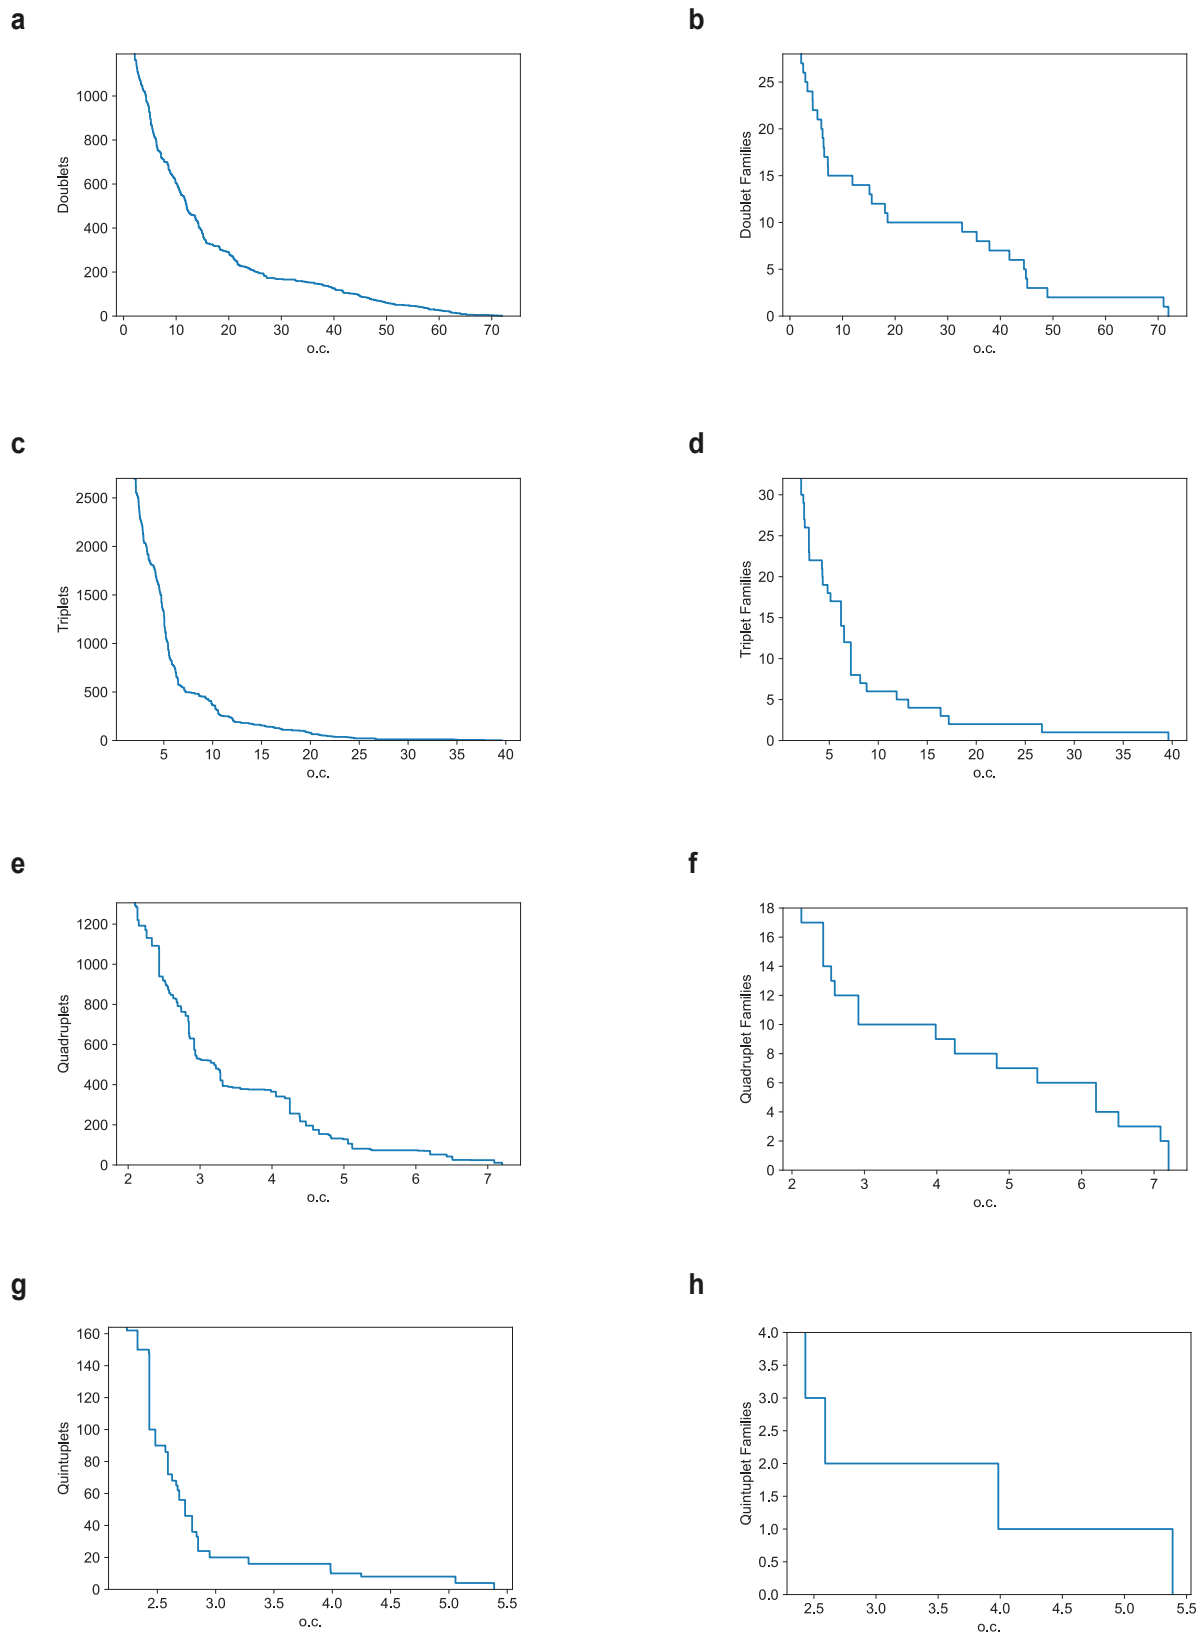 a
1000
800
600
400
200
0
Doublets
0 10 20 30 40 50 60 70
o.c.
b
25
20
15
10
5
0
Doublet Families
0 10 20 30 40 50 60 70
o.c.
c
2500
2000
1500
1000
500
0
Triplets
5 10 15 20 25 30 35 40
o.c.
d
30
25
20
15
10
5
0
Triplet Families
5 10 15 20 25 30 35 40
o.c.
e
1200
1000
800
600
400
200
0
Quadruplets
2 3 4 5 6 7
o.c.
f
18
16
14
12
10
8
6
4
2
0
Quadruplet Families
2 3 4 5 6 7
o.c.
g
160
140
120
100
80
60
40
20
0
Quintuplets
2.5 3.0 3.5 4.0 4.5 5.0 5.5
o.c.
h
4.0
3.5
3.0
2.5
2.0
1.5
1.0
0.5
0.0
Quintuplet Families
2.5 3.0 3.5 4.0 4.5 5.0 5.5
o.c.